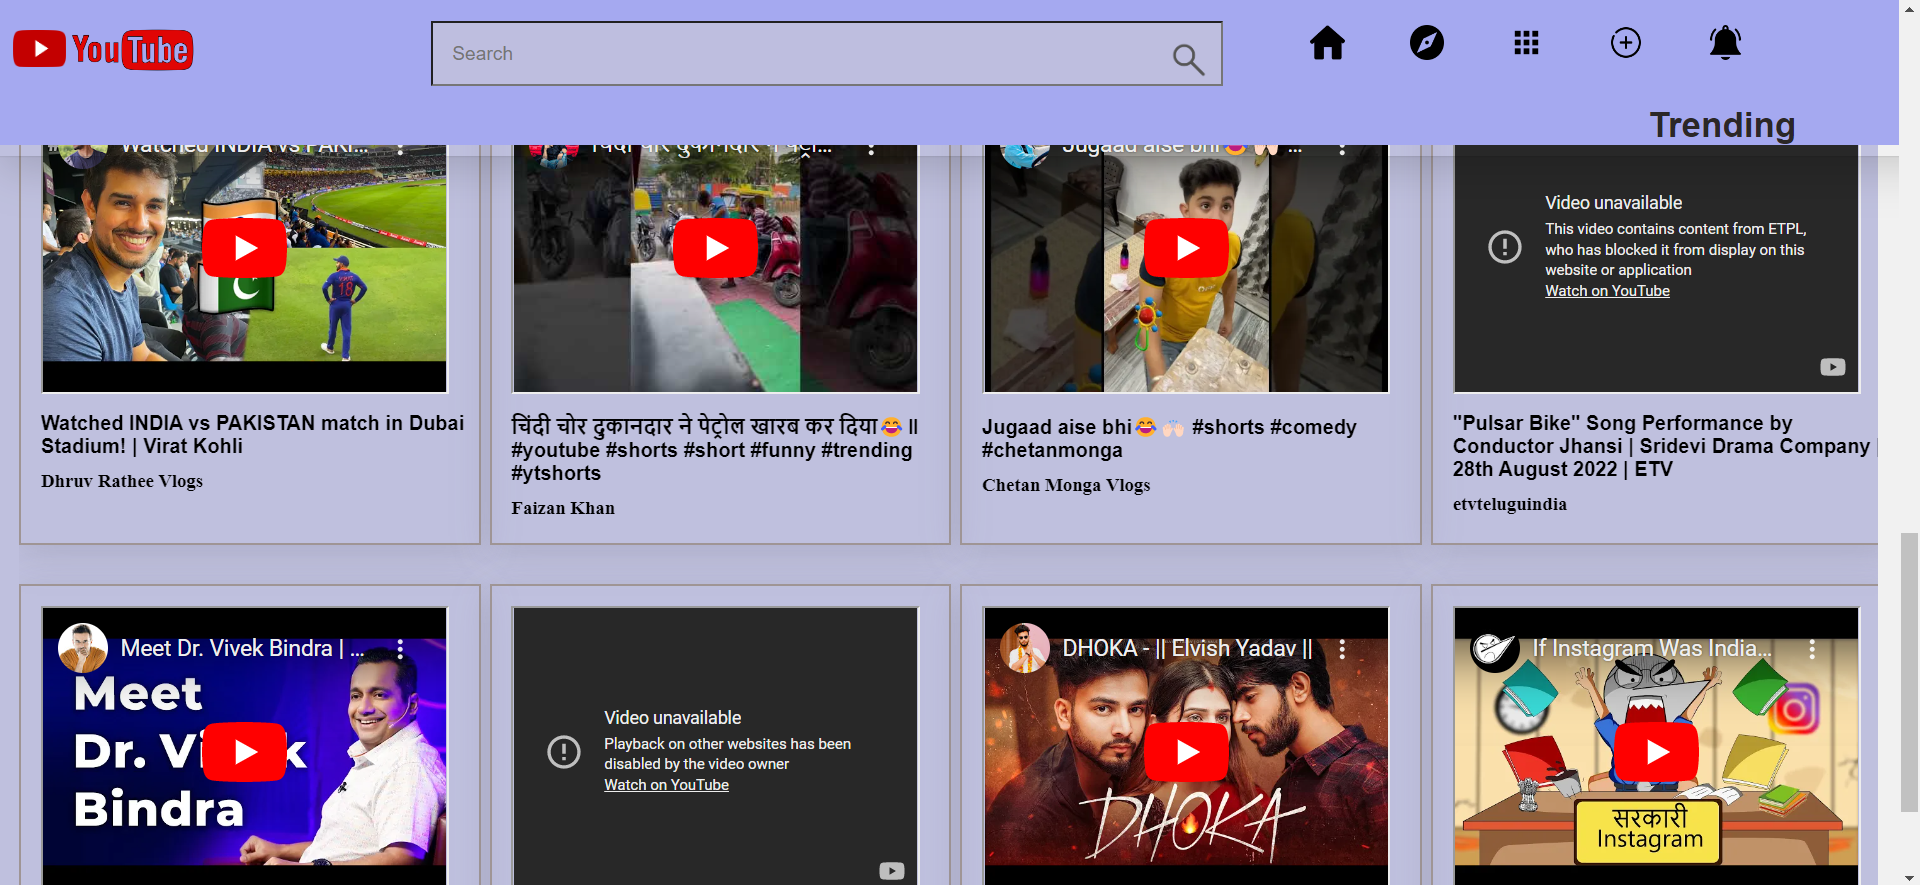 YouTube
Search
Trending
Watched INDIA vs PAKI...
चिंदी चोर दुकानदार ने पेट्रो...
Jugaad aise bhi😂🙌🏻 ...
Video unavailable
This video contains content from ETPL,
who has blocked it from display on this
website or application
Watch on YouTube
18
Watched INDIA vs PAKISTAN match in Dubai
Stadium! | Virat Kohli
Dhruv Rathee Vlogs
चिंदी चोर दुकानदार ने पेट्रोल खारब कर दिया😂 ll
#youtube #shorts #short #funny #trending
#ytshorts
Faizan Khan
Jugaad aise bhi😂🙌🏻 #shorts #comedy
#chetanmonga
Chetan Monga Vlogs
"Pulsar Bike" Song Performance by
Conductor Jhansi | Sridevi Drama Company |
28th August 2022 | ETV
etvteluguindia
Meet Dr. Vivek Bindra | ...
Meet
Dr. Vivek
Bindra
Video unavailable
Playback on other websites has been
disabled by the video owner
Watch on YouTube
DHOKA - || Elvish Yadav ||
DHOKA
If Instagram Was India...
सरकारी
Instagram